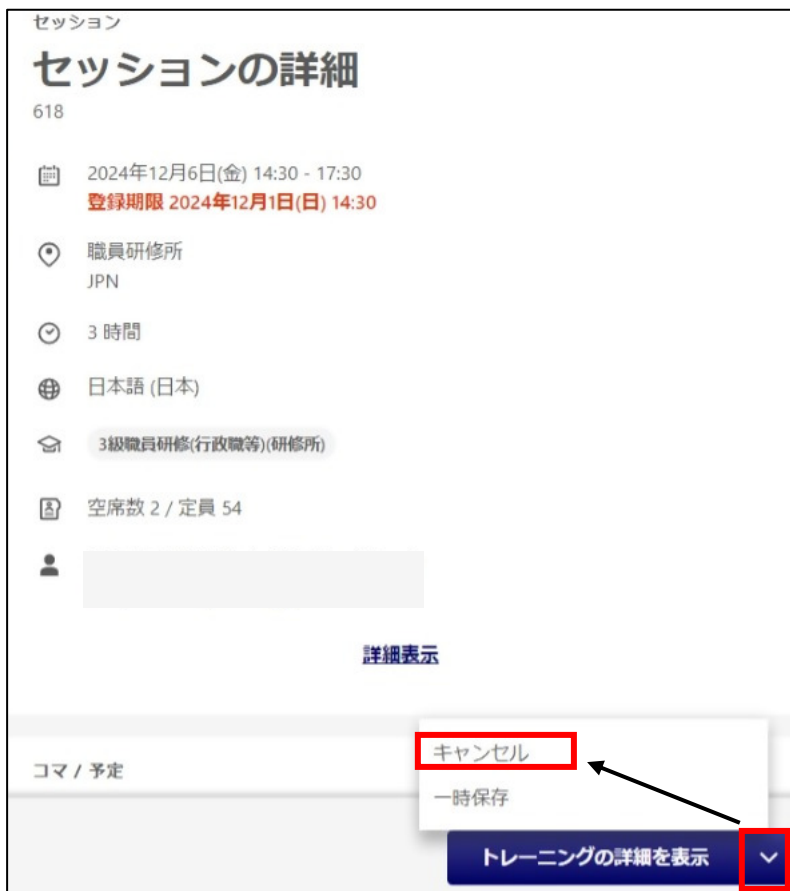 セッション
セッションの詳細
618
2024年12月6日(金) 14:30 - 17:30
登録期限 2024年12月1日(日) 14:30
職員研修所
JPN
3 時間
日本語 (日本)
3級職員研修(行政職等)(研修所)
空席数 2 / 定員 54
詳細表示
コマ / 予定
キャンセル
一時保存
トレーニングの詳細を表示